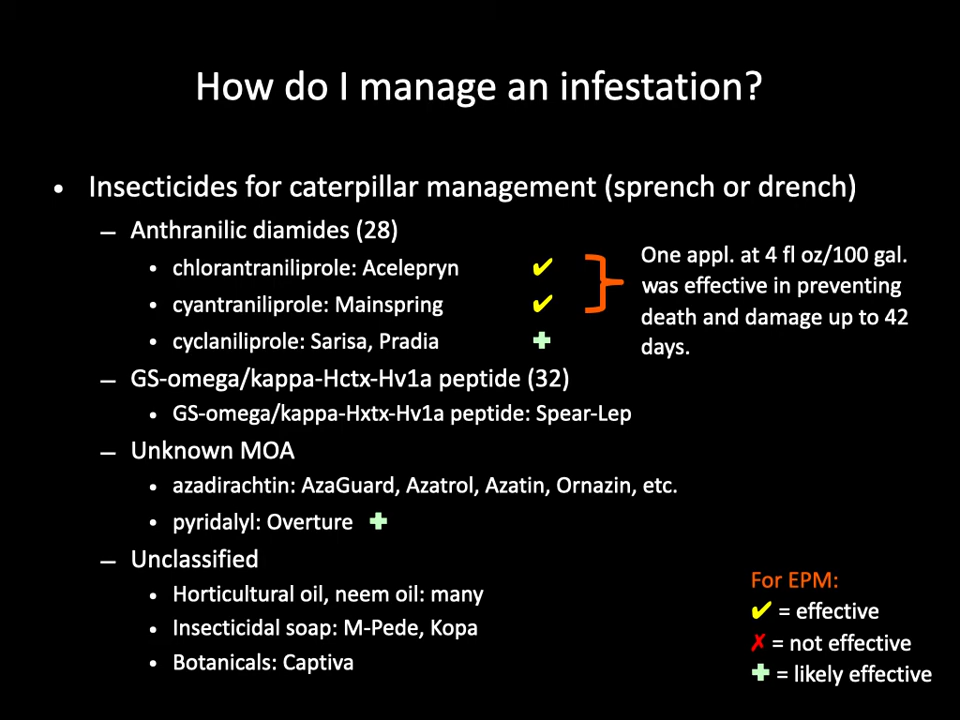 How do I manage an infestation?
• Insecticides for caterpillar management (sprench or drench)
– Anthranilic diamides (28)
• chlorantraniliprole: Acelepryn ✔
• cyantraniliprole: Mainspring ✔
• cyclaniliprole: Sarisa, Pradia ✚
One appl. at 4 fl oz/100 gal.
was effective in preventing
death and damage up to 42
days.
– GS-omega/kappa-Hctx-Hv1a peptide (32)
• GS-omega/kappa-Hxtx-Hv1a peptide: Spear-Lep
– Unknown MOA
• azadirachtin: AzaGuard, Azatrol, Azatin, Ornazin, etc.
• pyridalyl: Overture ✚
– Unclassified
• Horticultural oil, neem oil: many
• Insecticidal soap: M-Pede, Kopa
• Botanicals: Captiva
For EPM:
✔ = effective
✗ = not effective
✚ = likely effective